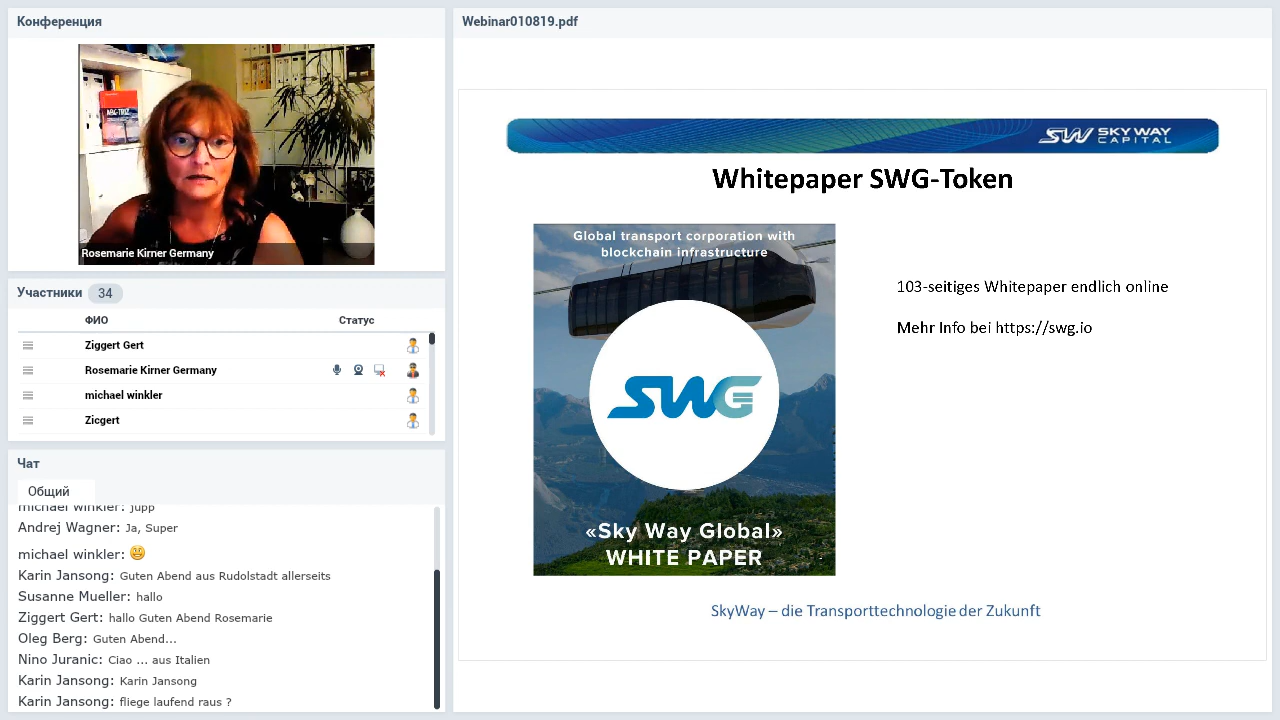 Конференция
ABC-TRIZ
Rosemarie Kirner Germany
Участники 34
ФИО Статус
Ziggert Gert
Rosemarie Kirner Germany
michael winkler
Zicgert
Чат
Общий
michael winkler: jupp
Andrej Wagner: Ja, Super
michael winkler:
Karin Jansong: Guten Abend aus Rudolstadt allerseits
Susanne Mueller: hallo
Ziggert Gert: hallo Guten Abend Rosemarie
Oleg Berg: Guten Abend...
Nino Juranic: Ciao ... aus Italien
Karin Jansong: Karin Jansong
Karin Jansong: fliege laufend raus ?
Webinar010819.pdf
SW SKY WAY
CAPITAL
Whitepaper SWG-Token
Global transport corporation with
blockchain infrastructure
SWG
«Sky Way Global»
WHITE PAPER
103-seitiges Whitepaper endlich online
Mehr Info bei https://swg.io
SkyWay – die Transporttechnologie der Zukunft